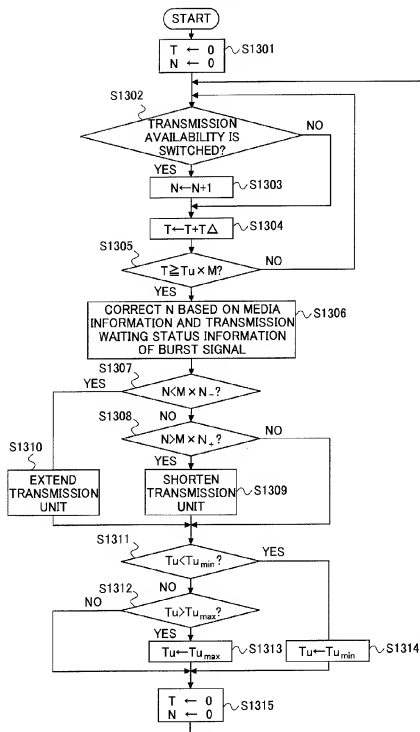 START
T ← 0
N ← 0
S1301
S1302
TRANSMISSION
AVAILABILITY IS
SWITCHED?
NO
YES
N←N+1
S1303
T←T+T△
S1304
S1305
T≧Tu×M?
NO
YES
CORRECT N BASED ON MEDIA
INFORMATION AND TRANSMISSION
WAITING STATUS INFORMATION
OF BURST SIGNAL
S1306
S1307
YES
N<M×N−?
S1308
NO
N>M×N+?
NO
S1310
YES
EXTEND
TRANSMISSION
UNIT
SHORTEN
TRANSMISSION
UNIT
S1309
S1311
Tu<Tumin?
YES
S1312
NO
NO
Tu>Tumax?
YES
Tu←Tumax
S1313
Tu←Tumin
S1314
T ← 0
N ← 0
S1315